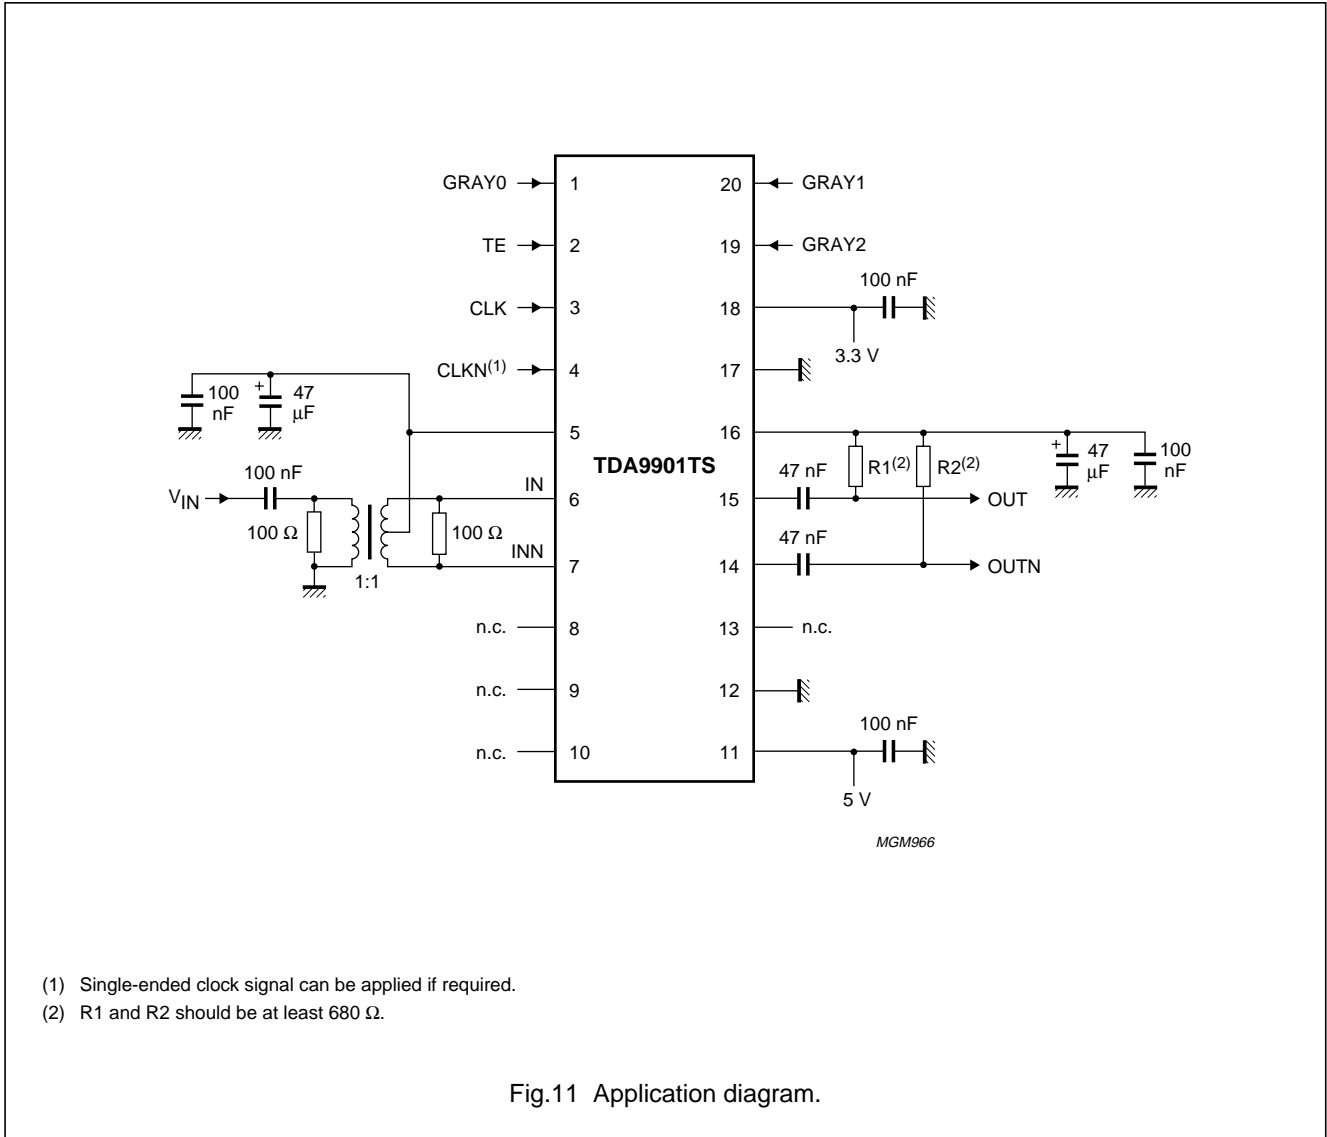 GRAY0 1 20 GRAY1
TE 2 19 GRAY2
100 nF
CLK 3 18
3.3 V
CLKN(1) 4 17
100 nF
+ 47 µF
5 16
TDA9901TS
R1(2) R2(2)
+ 47 µF
100 nF
100 nF
47 nF
VIN IN 6 15 OUT
100 Ω 100 Ω
1:1
INN 7 14 OUTN
47 nF
n.c. 8 13 n.c.
n.c. 9 12
100 nF
n.c. 10 11
5 V
MGM966
(1) Single-ended clock signal can be applied if required.
(2) R1 and R2 should be at least 680 Ω.
Fig.11 Application diagram.